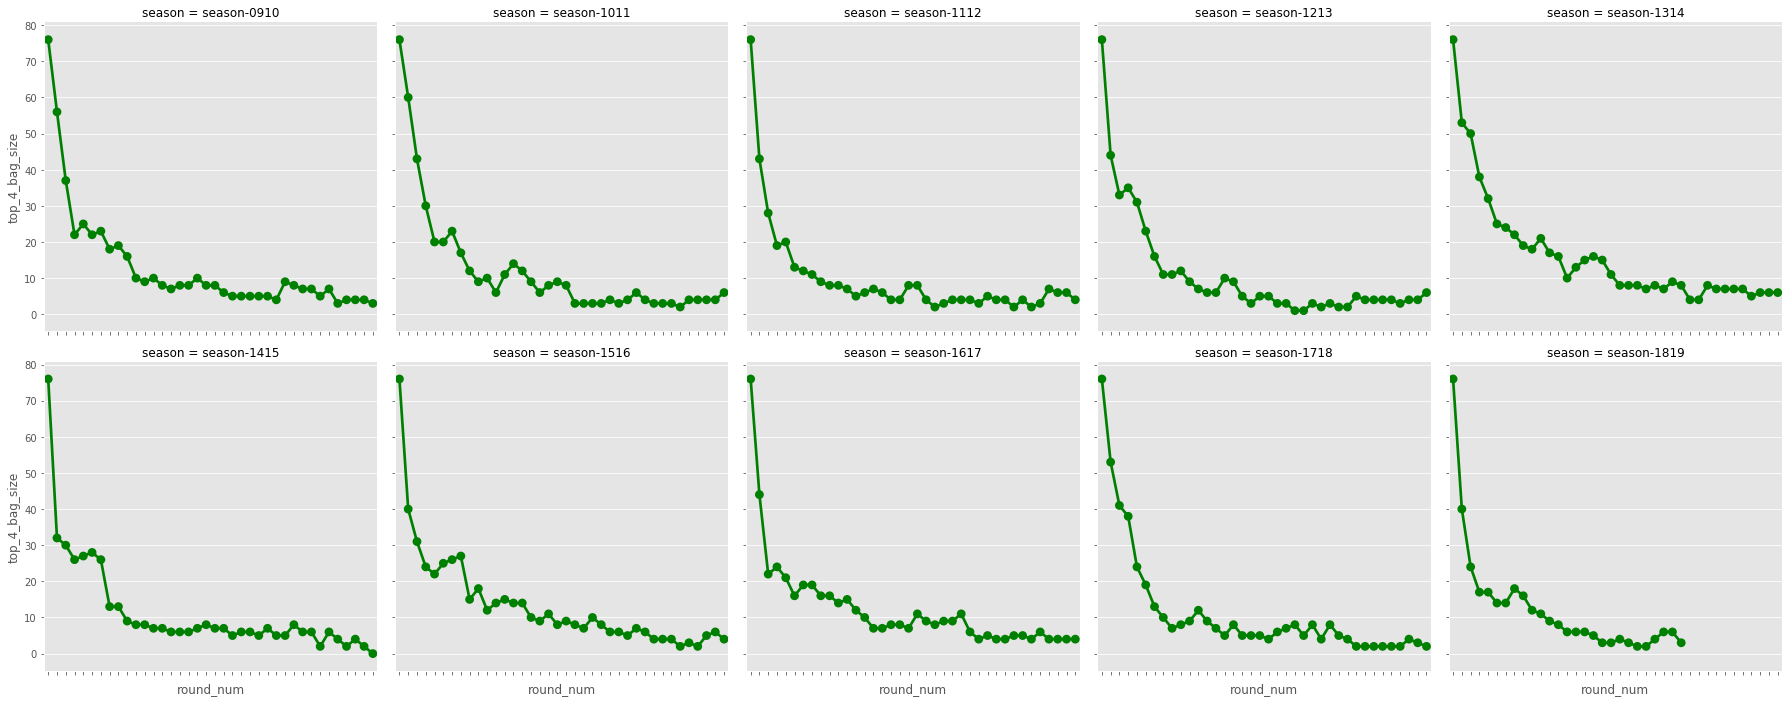 season = season-0910
season = season-1011
season = season-1112
season = season-1213
season = season-1314
80
70
60
50
40
30
20
10
0
top_4_bag_size
season = season-1415
season = season-1516
season = season-1617
season = season-1718
season = season-1819
80
70
60
50
40
30
20
10
0
top_4_bag_size
round_num
round_num
round_num
round_num
round_num